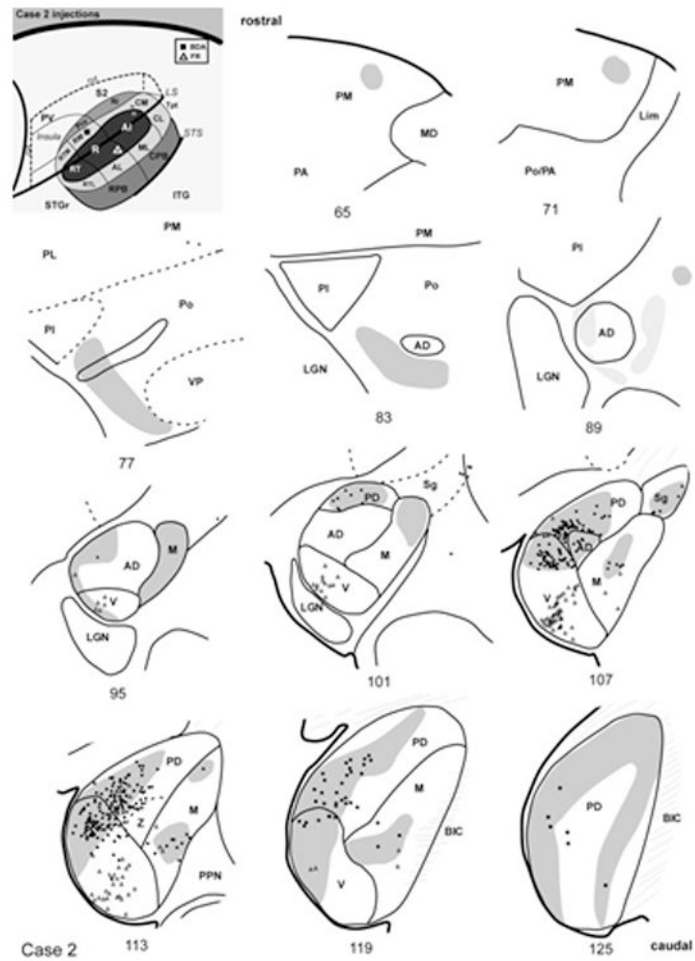 Case 2 injections
BDA
FR
rostral
S2
PV
Insula
Ri
CM
LS
Tpt
CL
STS
AI
R
ML
CPB
RT
AL
RTL
RPB
STGr
ITG
PM
MD
PA
65
PM
Lim
Po/PA
71
PM
PL
Po
PI
VP
77
PM
PI
Po
AD
LGN
83
PI
AD
LGN
89
M
AD
V
LGN
95
Sg
PD
AD
M
V
LGN
101
PD
Sg
AD
M
V
107
PD
M
Z
V
PPN
113
PD
M
BIC
V
119
PD
BIC
125
Case 2
caudal